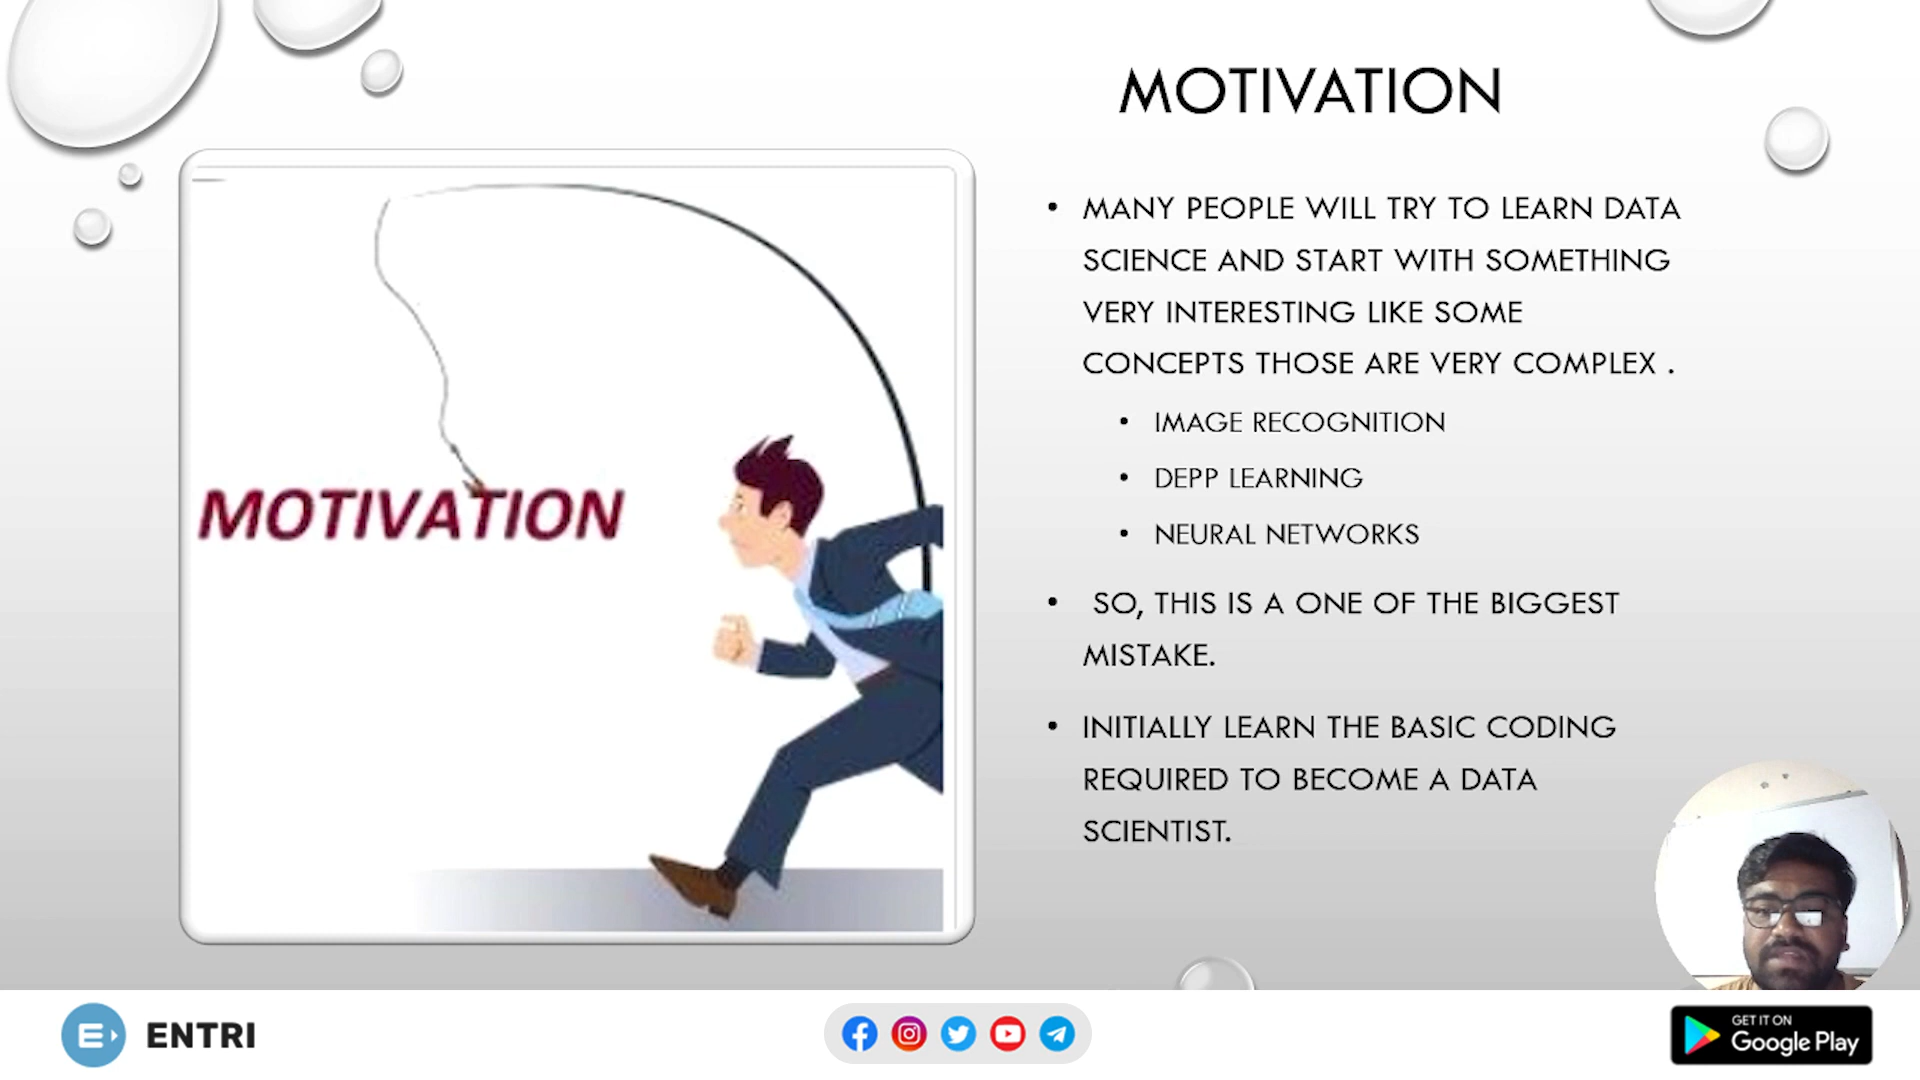 MOTIVATION
MOTIVATION
• MANY PEOPLE WILL TRY TO LEARN DATA
SCIENCE AND START WITH SOMETHING
VERY INTERESTING LIKE SOME
CONCEPTS THOSE ARE VERY COMPLEX .
• IMAGE RECOGNITION
• DEPP LEARNING
• NEURAL NETWORKS
• SO, THIS IS A ONE OF THE BIGGEST
MISTAKE.
• INITIALLY LEARN THE BASIC CODING
REQUIRED TO BECOME A DATA
SCIENTIST.
E ENTRI
GET IT ON
Google Play